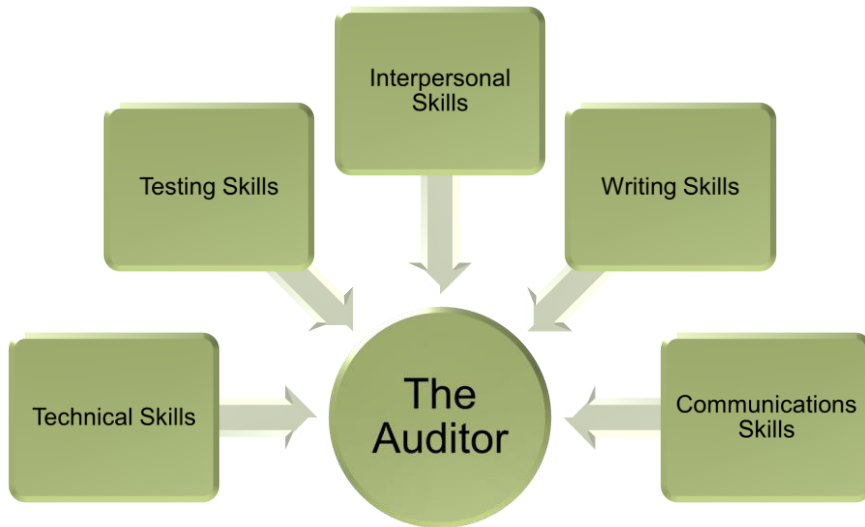 Interpersonal
Skills
Testing Skills
Writing Skills
Technical Skills
The
Auditor
Communications
Skills